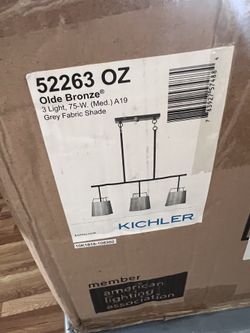 52263 OZ
Olde Bronze®
3 Light, 75-W. (Med.) A19
Grey Fabric Shade
KICHLER
member
american
lighting
association